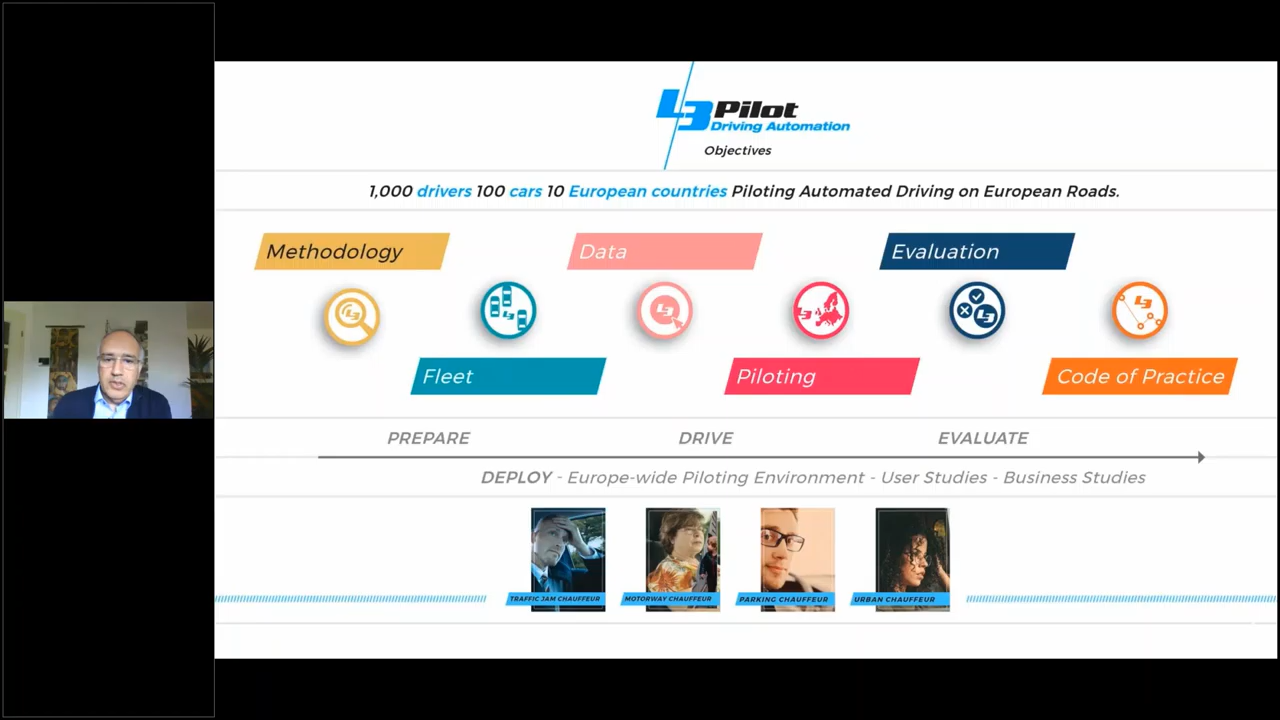 L3Pilot
Driving Automation
Objectives
1,000 drivers 100 cars 10 European countries Piloting Automated Driving on European Roads.
Methodology
Data
Evaluation
Fleet
Piloting
Code of Practice
PREPARE
DRIVE
EVALUATE
DEPLOY - Europe-wide Piloting Environment - User Studies - Business Studies
TRAFFIC JAM CHAUFFEUR
MOTORWAY CHAUFFEUR
PARKING CHAUFFEUR
URBAN CHAUFFEUR